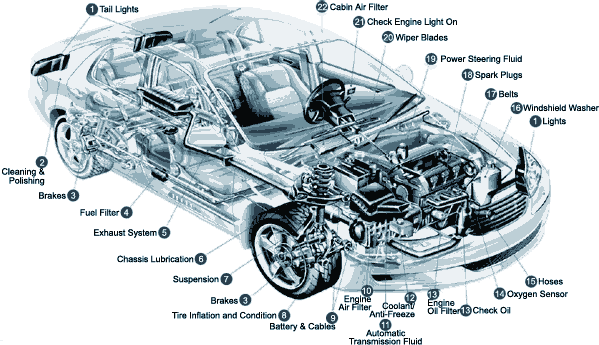 1 Tail Lights
22 Cabin Air Filter
21 Check Engine Light On
20 Wiper Blades
19 Power Steering Fluid
18 Spark Plugs
17 Belts
16 Windshield Washer
1 Lights
2
Cleaning &
Polishing
Brakes 3
Fuel Filter 4
Exhaust System 5
Chassis Lubrication 6
Suspension 7
Brakes 3
Tire Inflation and Condition 8
Battery & Cables 9
10
Engine
Air Filter
11
Automatic
Transmission Fluid
12
Coolant/
Anti-Freeze
13
Engine
Oil Filter
13 Check Oil
14 Oxygen Sensor
15 Hoses